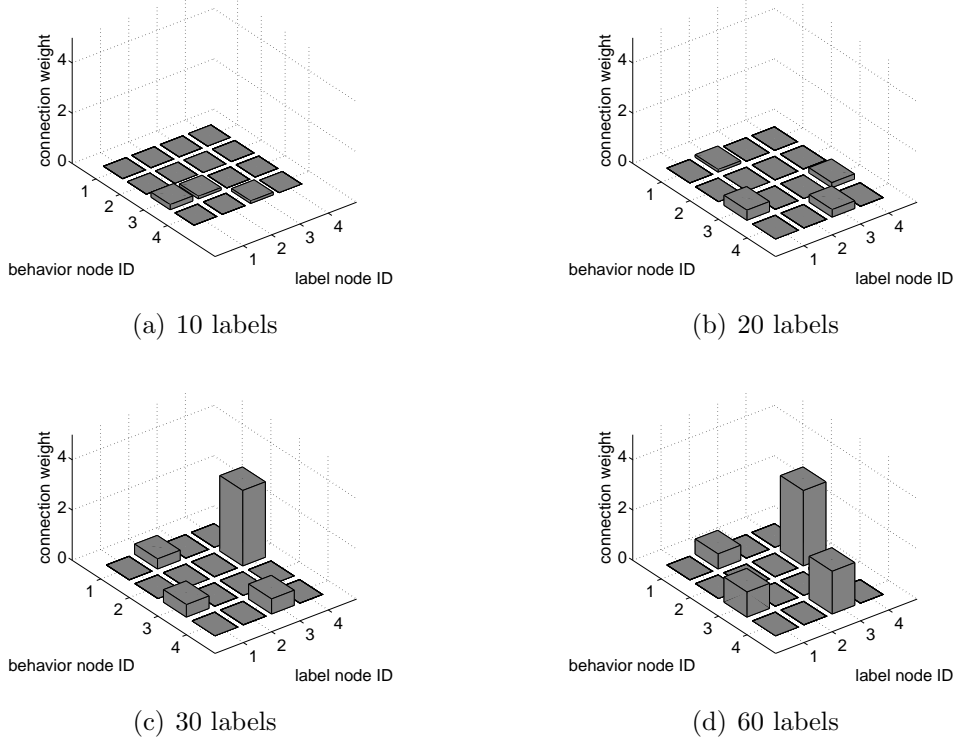 connection weight
4
2
0
1
2
3
4
behavior node ID
1
2
3
4
label node ID
(a) 10 labels
connection weight
4
2
0
1
2
3
4
behavior node ID
1
2
3
4
label node ID
(b) 20 labels
connection weight
4
2
0
1
2
3
4
behavior node ID
1
2
3
4
label node ID
(c) 30 labels
connection weight
4
2
0
1
2
3
4
behavior node ID
1
2
3
4
label node ID
(d) 60 labels